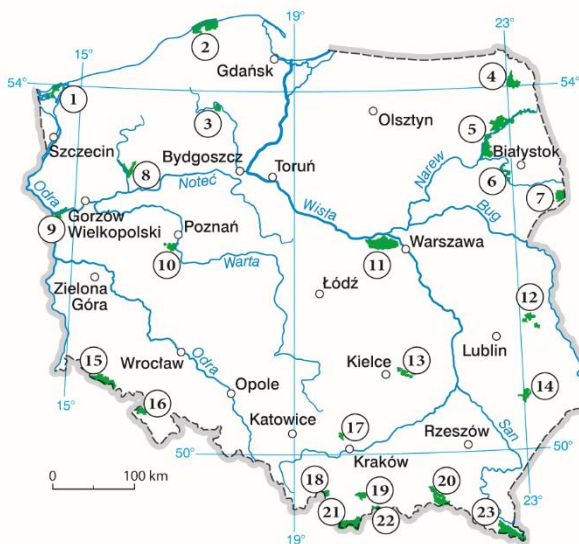 19°
23°
15°
2
Gdańsk
54°
4
54°
1
3
Olsztyn
5
Szczecin
Białystok
8
Bydgoszcz
Toruń
Narew
6
Odra
Noteć
7
Gorzów
Wielkopolski
Wisła
Bug
9
Poznań
Warszawa
10
Warta
11
Zielona
Góra
Łódź
12
Lublin
15
Wrocław
Odra
Kielce
13
14
15°
16
Opole
San
Katowice
17
Rzeszów
50°
Kraków
50°
0
100 km
18
19
20
23°
21
22
23
19°